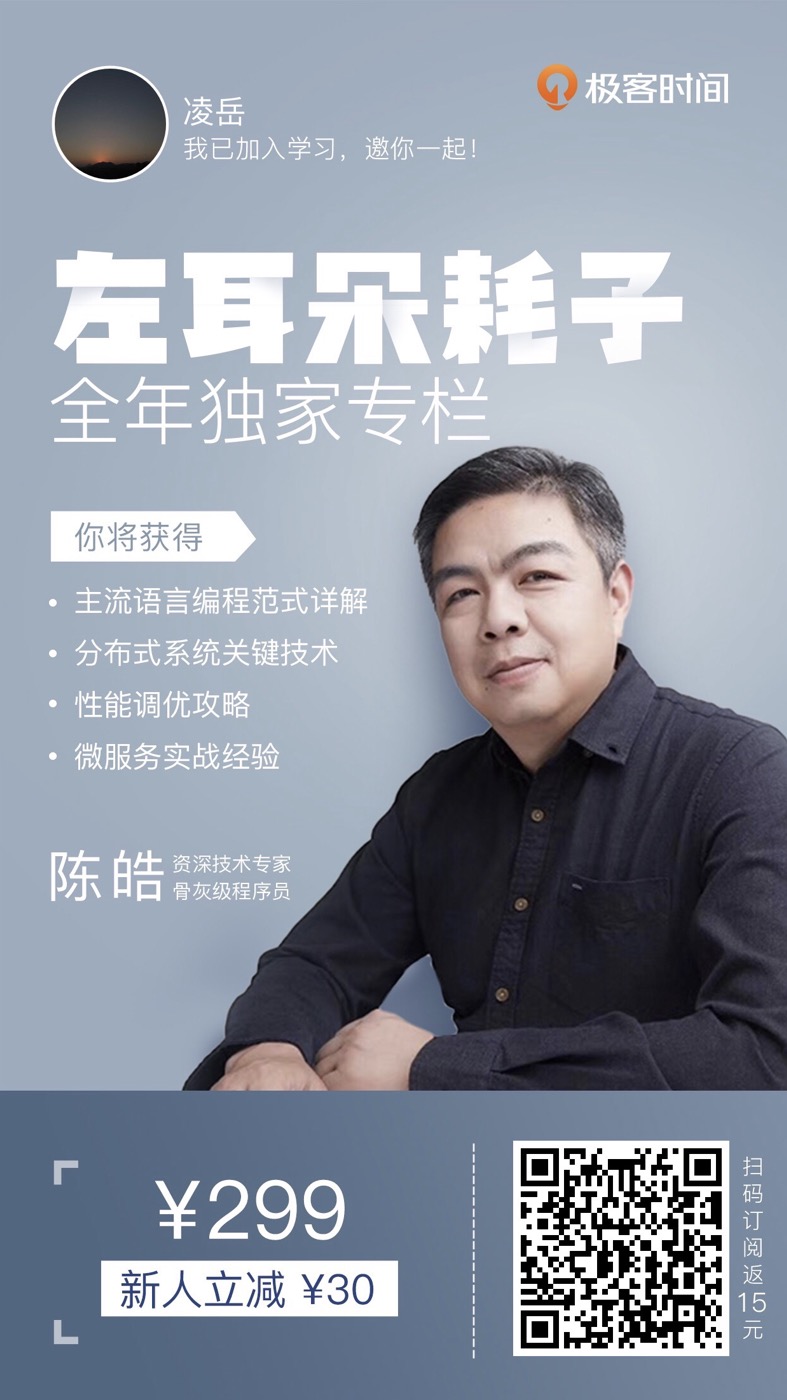 凌岳
我已加入学习，邀你一起！
极客时间
左耳朵耗子
全年独家专栏
你将获得
• 主流语言编程范式详解
• 分布式系统关键技术
• 性能调优攻略
• 微服务实战经验
陈皓
资深技术专家
骨灰级程序员
¥299
新人立减 ¥30
扫码订阅返15元